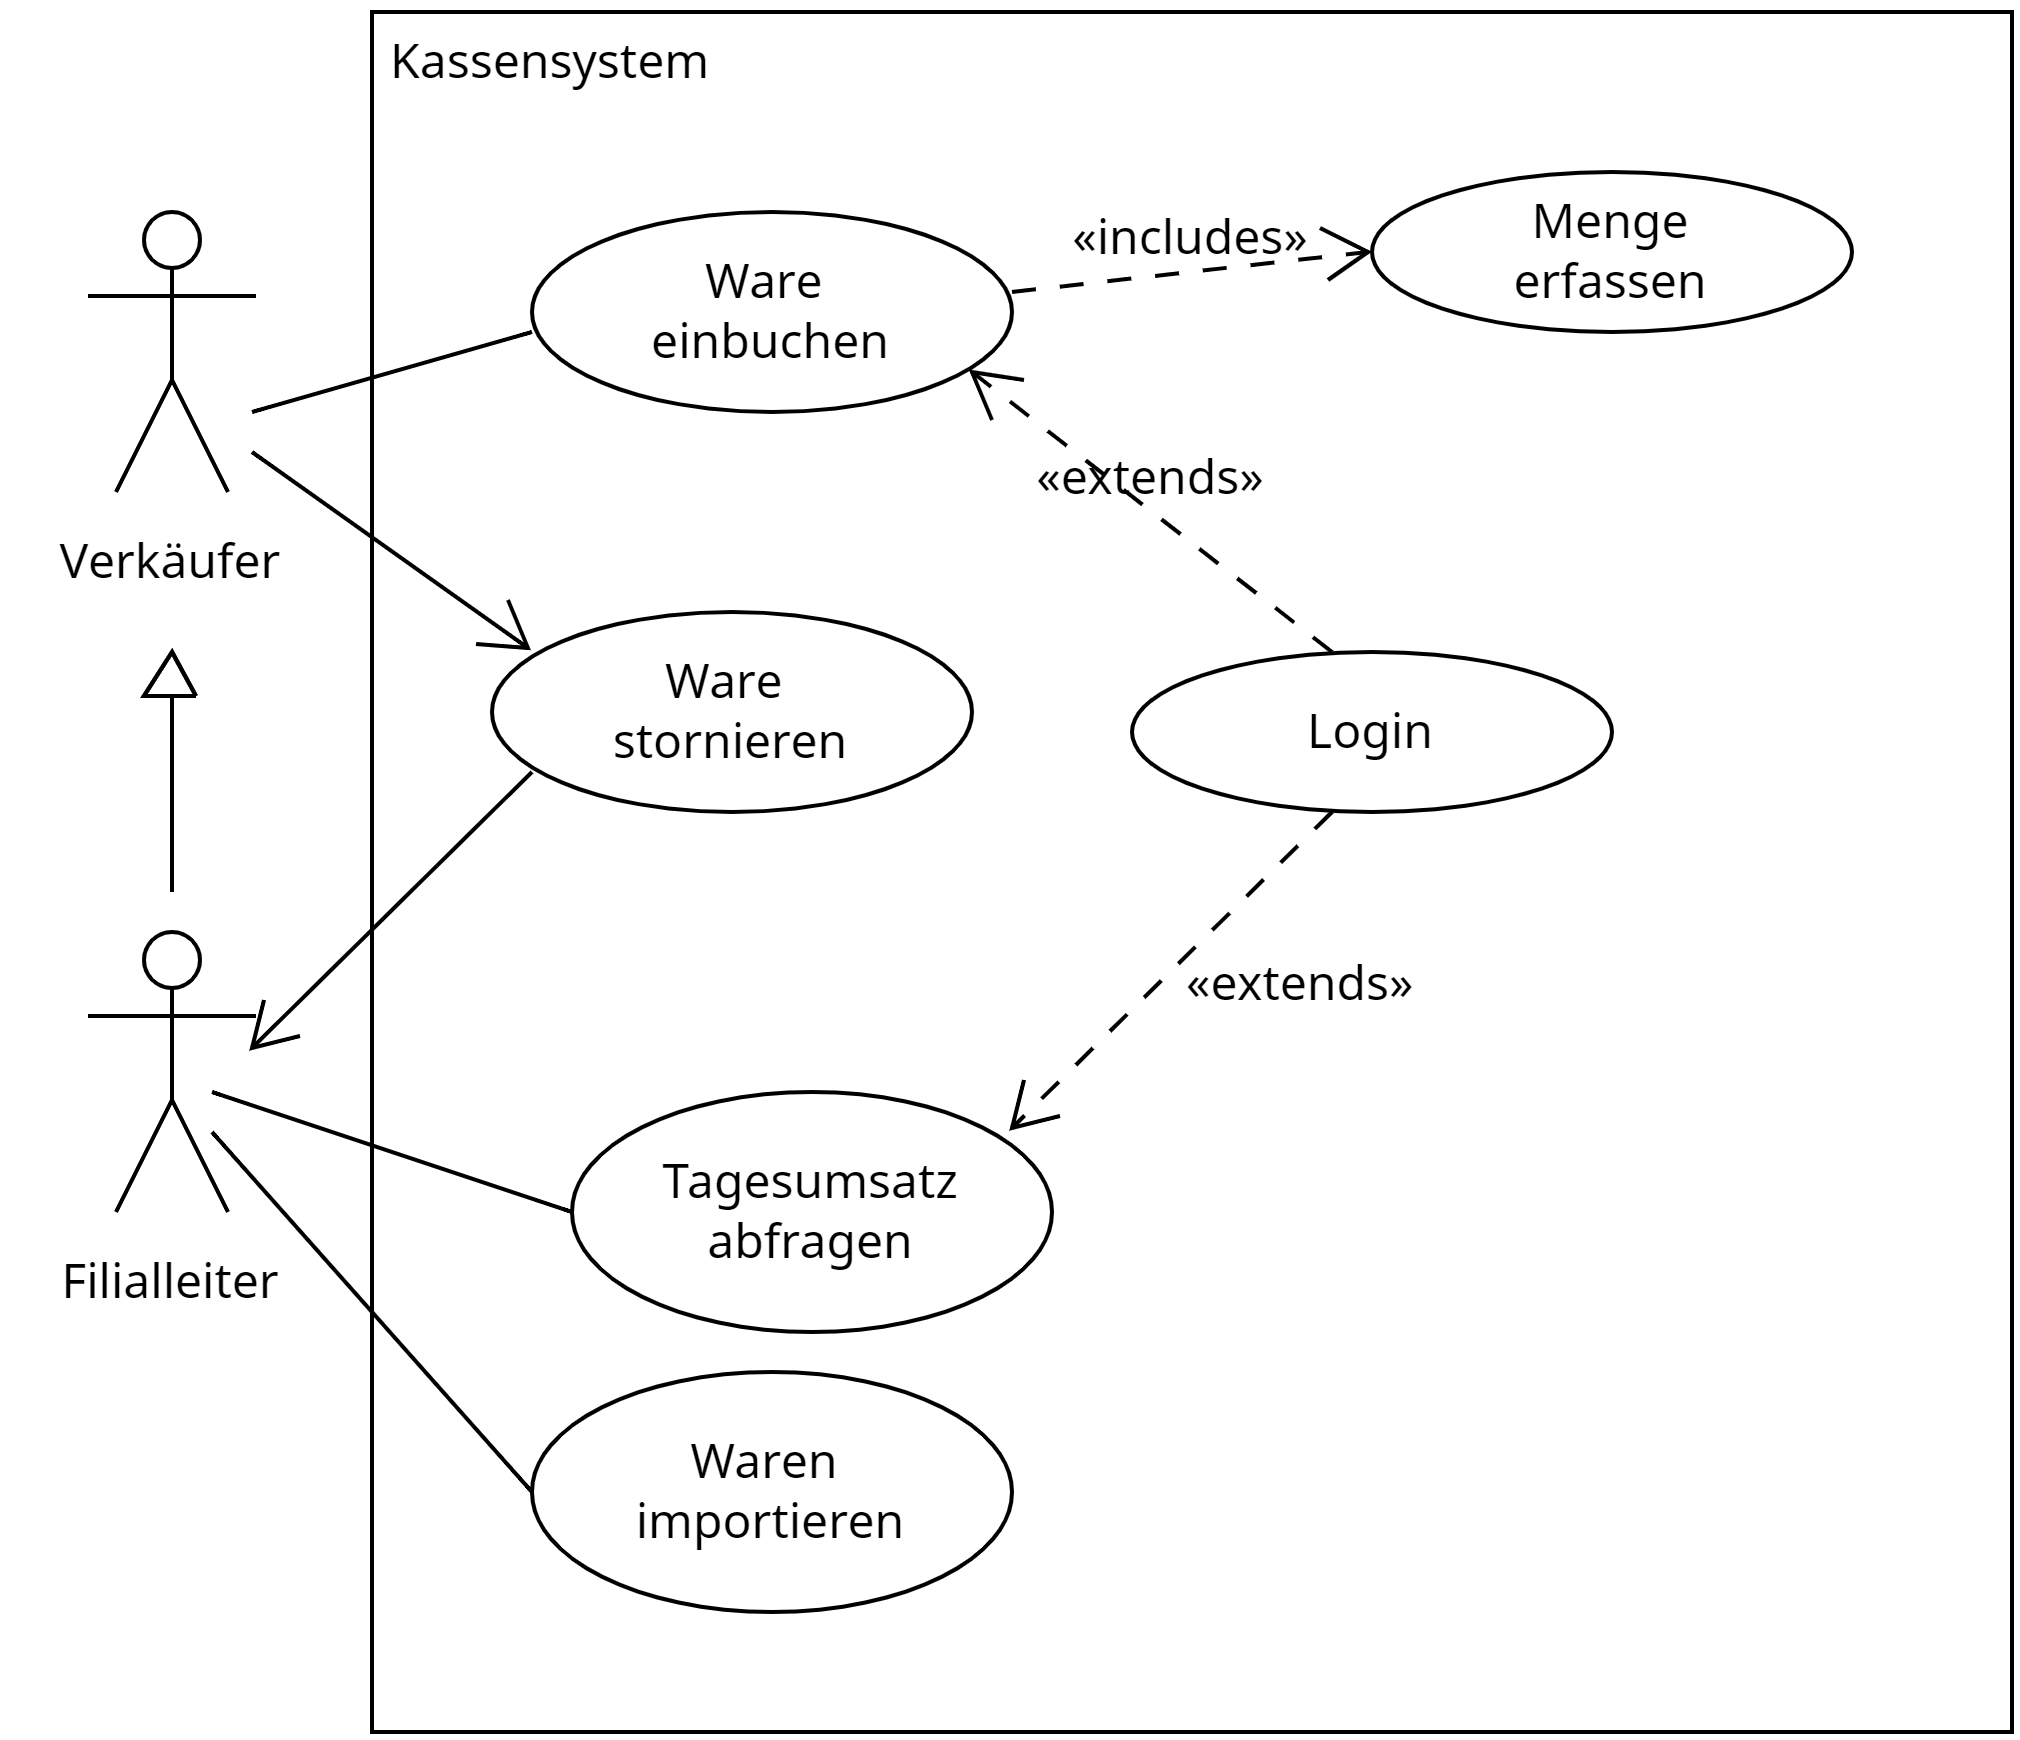 Kassensystem
«includes»
Menge
erfassen
Ware
einbuchen
«extends»
Verkäufer
Ware
stornieren
Login
«extends»
Filialleiter
Tagesumsatz
abfragen
Waren
importieren